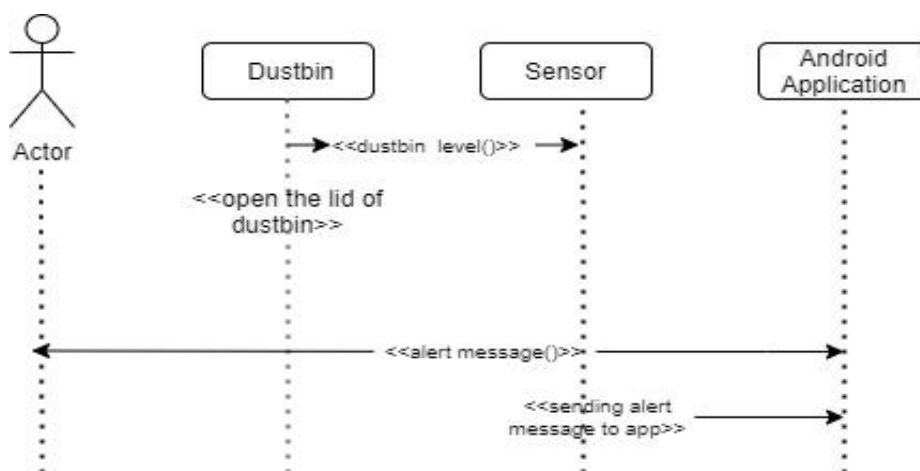 Dustbin
Sensor
Android
Application
Actor
<<dustbin level()>>
<<open the lid of
dustbin>>
<<alert message()>>
<<sending alert
message to app>>